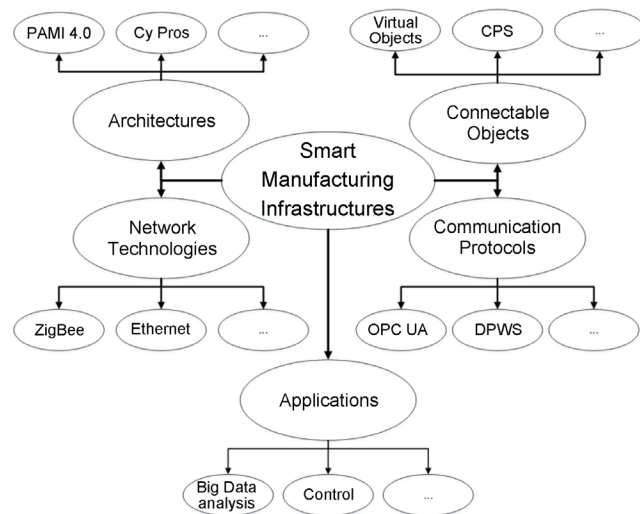 PAMI 4.0
Cy Pros
...
Virtual
Objects
CPS
...
Architectures
Connectable
Objects
Smart
Manufacturing
Infrastructures
Network
Technologies
Communication
Protocols
ZigBee
Ethernet
...
OPC UA
DPWS
...
Applications
Big Data
analysis
Control
...